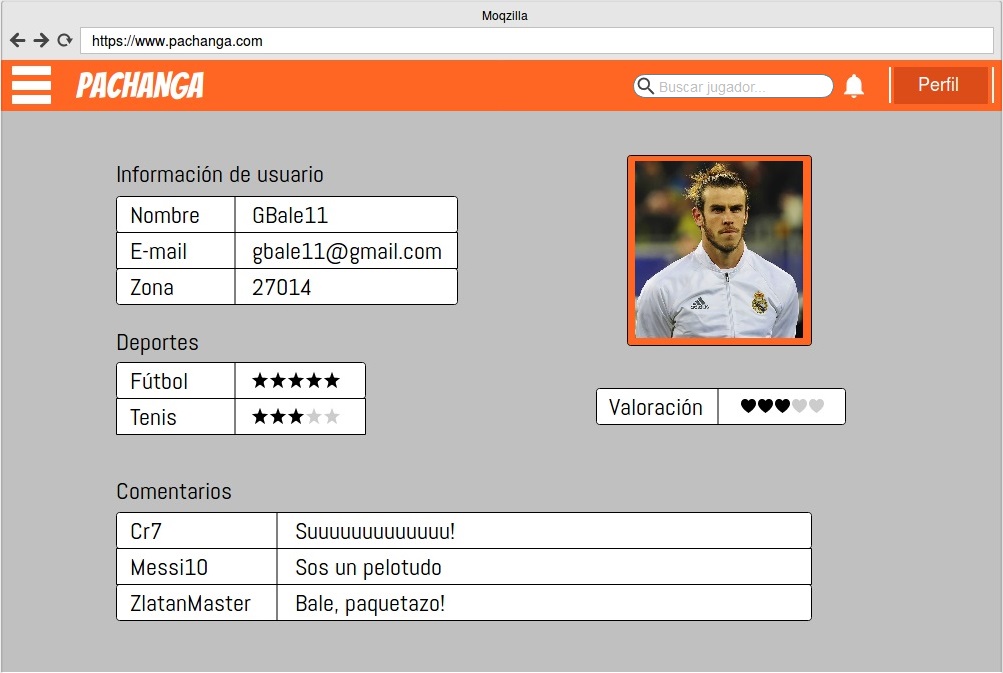 Moqzilla
https://www.pachanga.com
PACHANGA
Buscar jugador...
Perfil
Información de usuario
Nombre GBale11
E-mail gbale11@gmail.com
Zona 27014
Deportes
Fútbol
Tenis
Valoración
Comentarios
Cr7 Suuuuuuuuuuuuu!
Messi10 Sos un pelotudo
ZlatanMaster Bale, paquetazo!
adidas